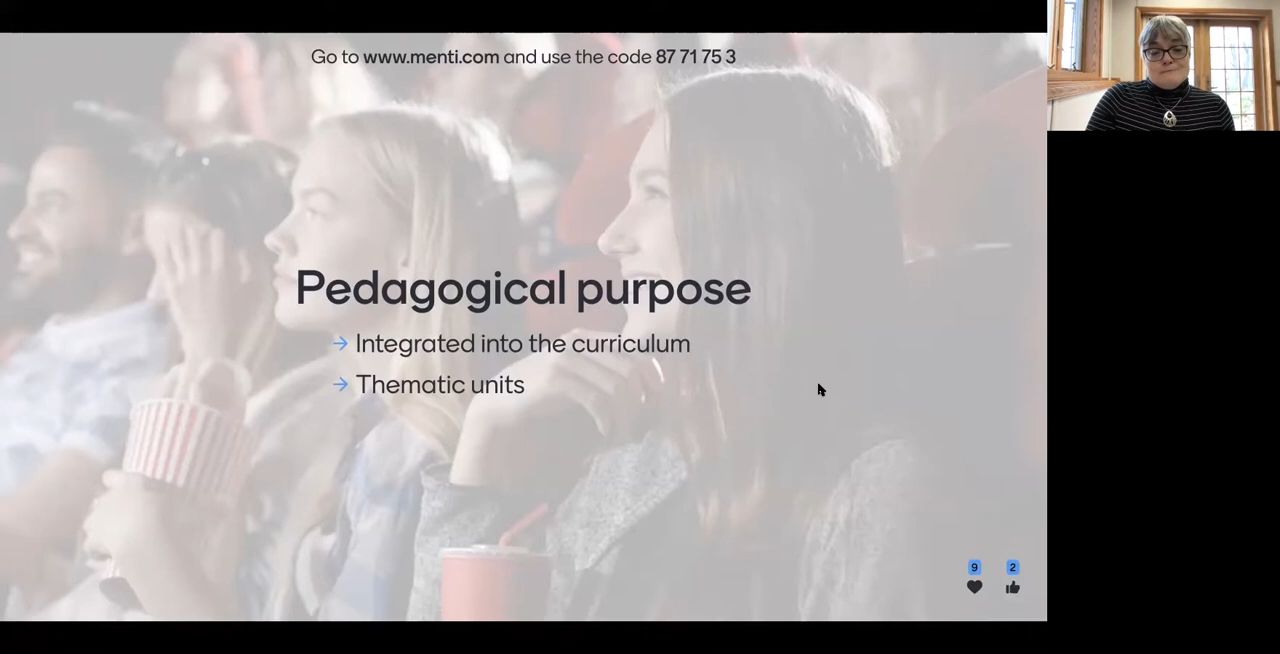 Go to www.menti.com and use the code 87 71 75 3
Pedagogical purpose
→ Integrated into the curriculum
→ Thematic units
9 2